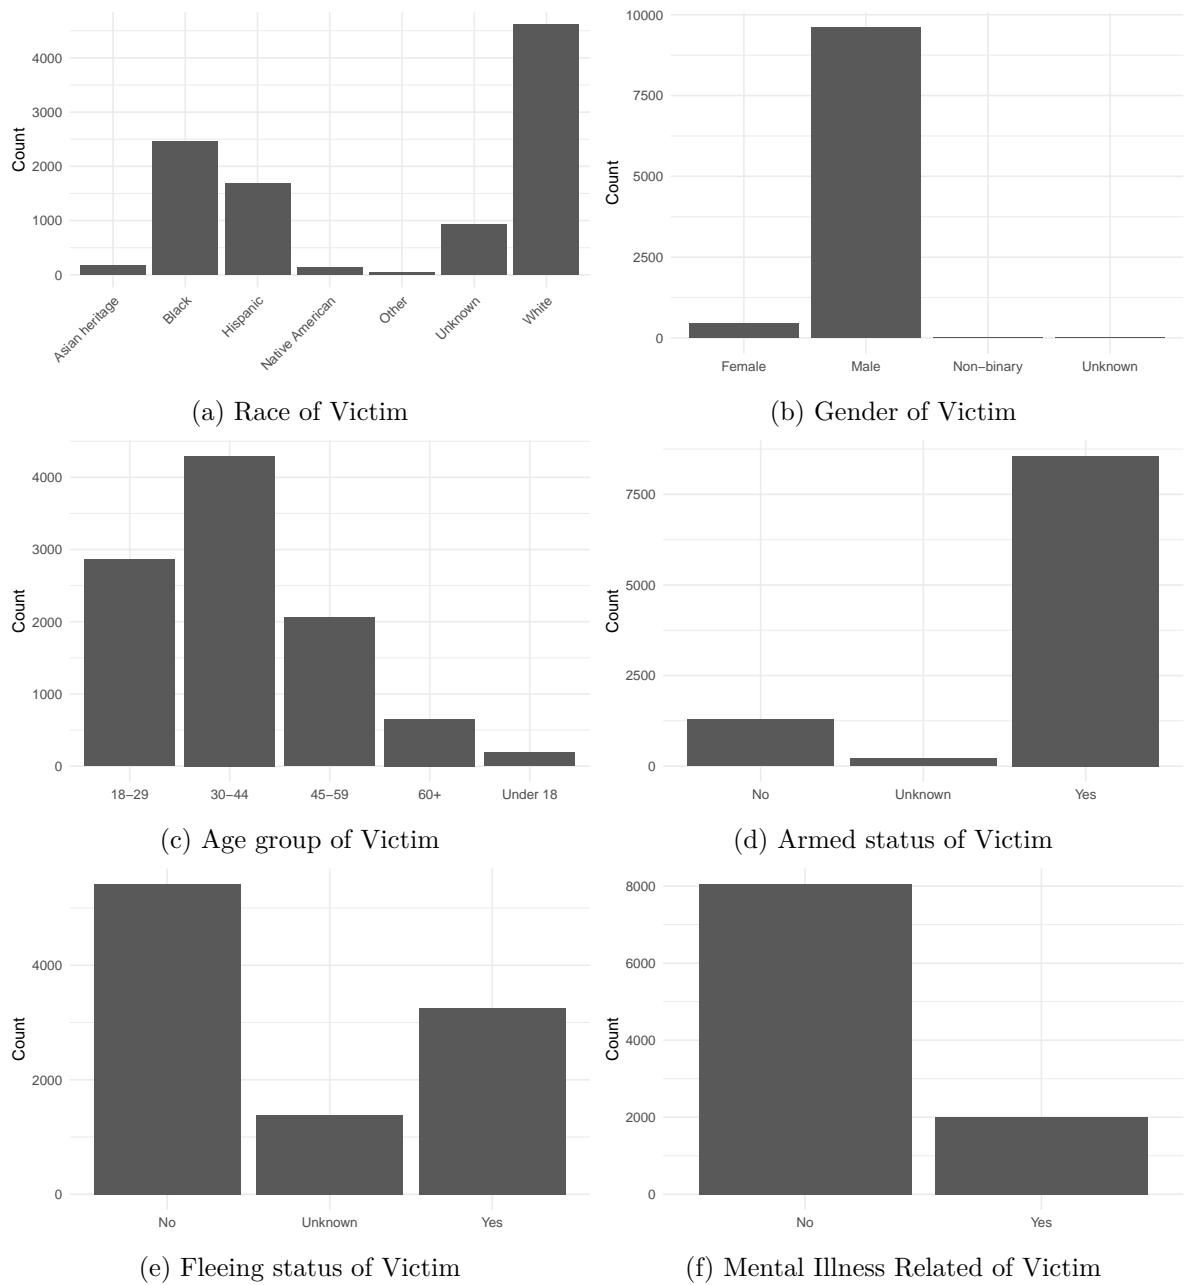 4000
3000
2000
1000
0
Count
Asian heritage
Black
Hispanic
Native American
Other
Unknown
White
(a) Race of Victim
10000
7500
5000
2500
0
Count
Female
Male
Non−binary
Unknown
(b) Gender of Victim
4000
3000
2000
1000
0
Count
18−29
30−44
45−59
60+
Under 18
(c) Age group of Victim
7500
5000
2500
0
Count
No
Unknown
Yes
(d) Armed status of Victim
4000
2000
0
Count
No
Unknown
Yes
(e) Fleeing status of Victim
8000
6000
4000
2000
0
Count
No
Yes
(f) Mental Illness Related of Victim